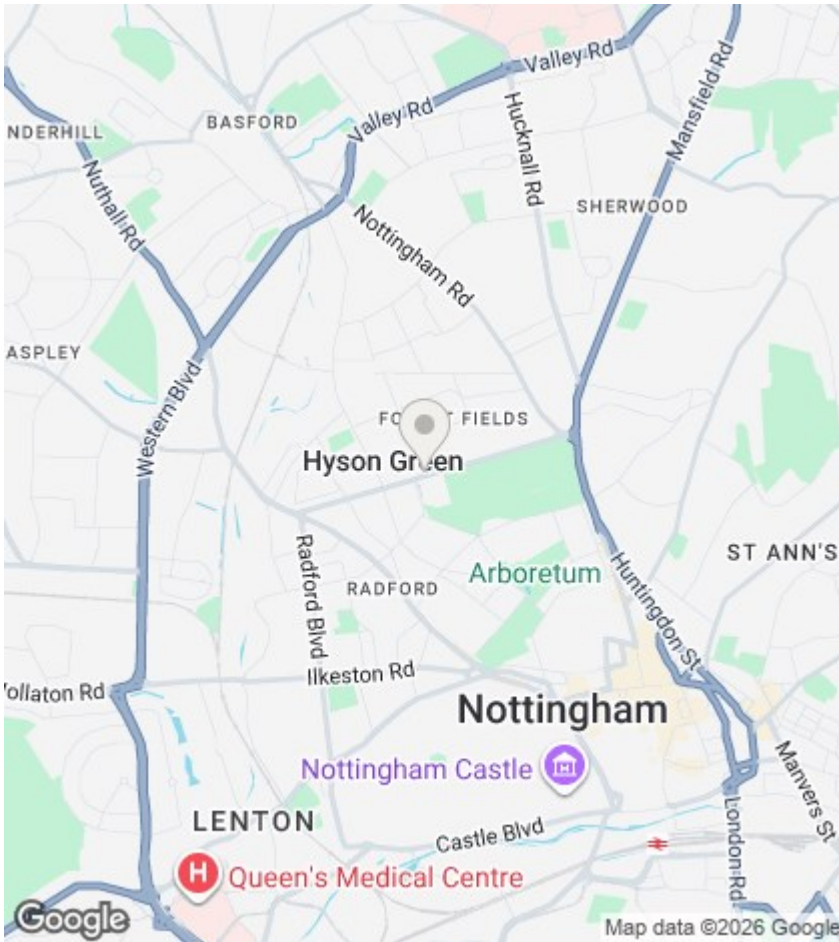 Valley Rd
NDERHILL
BASFORD
Valley Rd
Hucknall Rd
Mansfield Rd
Nuthall Rd
SHERWOOD
Nottingham Rd
ASPLEY
Western Blvd
FO T FIELDS
Hyson Green
ST ANN'S
Radford Blvd
Arboretum
RADFORD
Huntingdon St
Ilkeston Rd
ollaton Rd
Nottingham
Nottingham Castle
Manvers St
LENTON
Castle Blvd
London Rd
H
Queen's Medical Centre
Google
Map data ©2026 Google